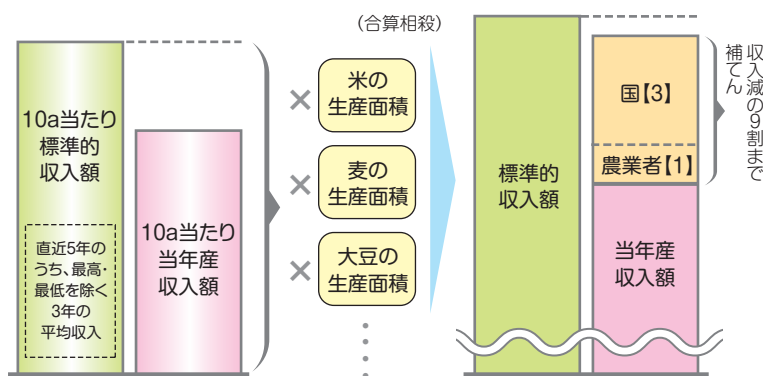 (合算相殺)
10a当たり
標準的
収入額
直近5年の
うち、最高・
最低を除く
3年の
平均収入
10a当たり
当年産
収入額
×
米の
生産面積
×
麦の
生産面積
×
大豆の
生産面積
標準的
収入額
国【3】
農業者【1】
当年産
収入額
収入減の9割まで
補てん